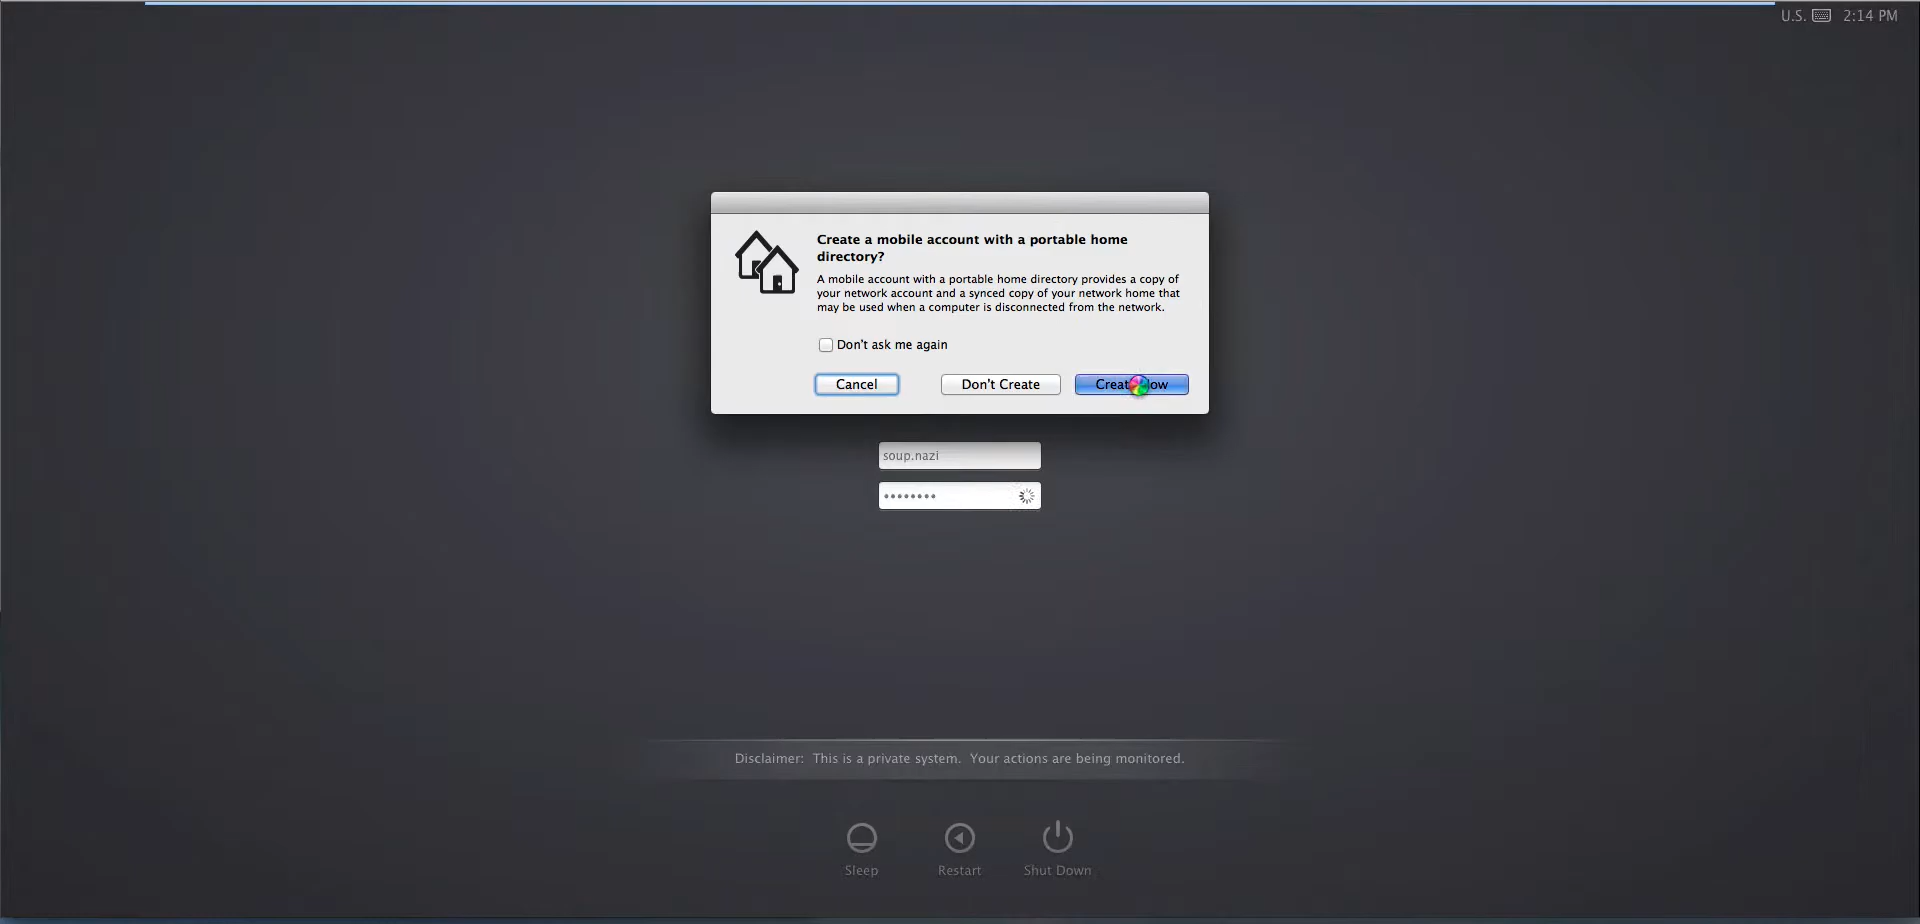 U.S. 2:14 PM
Create a mobile account with a portable home
directory?
A mobile account with a portable home directory provides a copy of
your network account and a synced copy of your network home that
may be used when a computer is disconnected from the network.
Don't ask me again
Cancel Don't Create Create Now
soup.nazi
Disclaimer: This is a private system. Your actions are being monitored.
Sleep Restart Shut Down